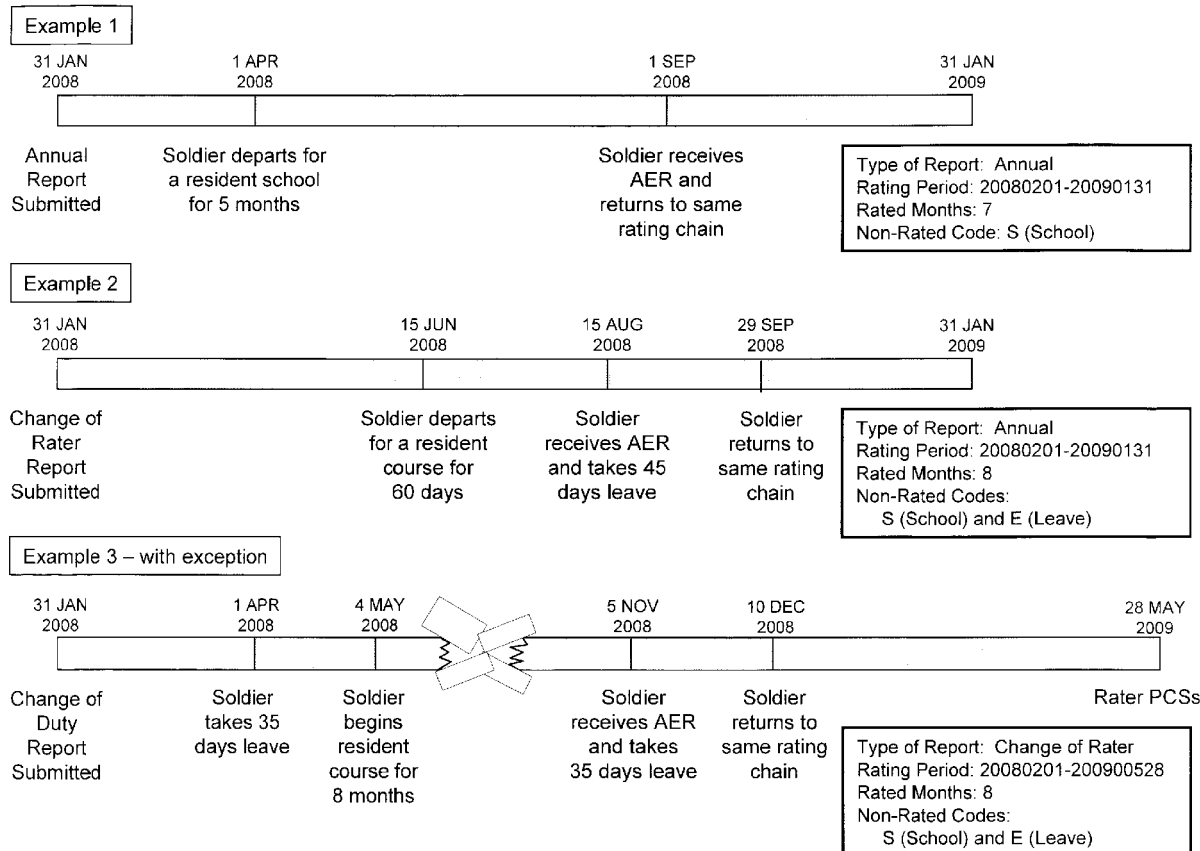 Example 1
31 JAN 2008
1 APR 2008
1 SEP 2008
31 JAN 2009
Annual
Report
Submitted
Soldier departs for
a resident school
for 5 months
Soldier receives
AER and
returns to same
rating chain
Type of Report: Annual
Rating Period: 20080201-20090131
Rated Months: 7
Non-Rated Code: S (School)
Example 2
31 JAN 2008
15 JUN 2008
15 AUG 2008
29 SEP 2008
31 JAN 2009
Change of
Rater
Report
Submitted
Soldier departs
for a resident
course for
60 days
Soldier
receives AER
and takes 45
days leave
Soldier
returns to
same rating
chain
Type of Report: Annual
Rating Period: 20080201-20090131
Rated Months: 8
Non-Rated Codes:
S (School) and E (Leave)
Example 3 – with exception
31 JAN 2008
1 APR 2008
4 MAY 2008
5 NOV 2008
10 DEC 2008
28 MAY 2009
Change of
Duty
Report
Submitted
Soldier
takes 35
days leave
Soldier
begins
resident
course for
8 months
Soldier
receives AER
and takes
35 days leave
Soldier
returns to
same rating
chain
Rater PCSs
Type of Report: Change of Rater
Rating Period: 20080201-200900528
Rated Months: 8
Non-Rated Codes:
S (School) and E (Leave)